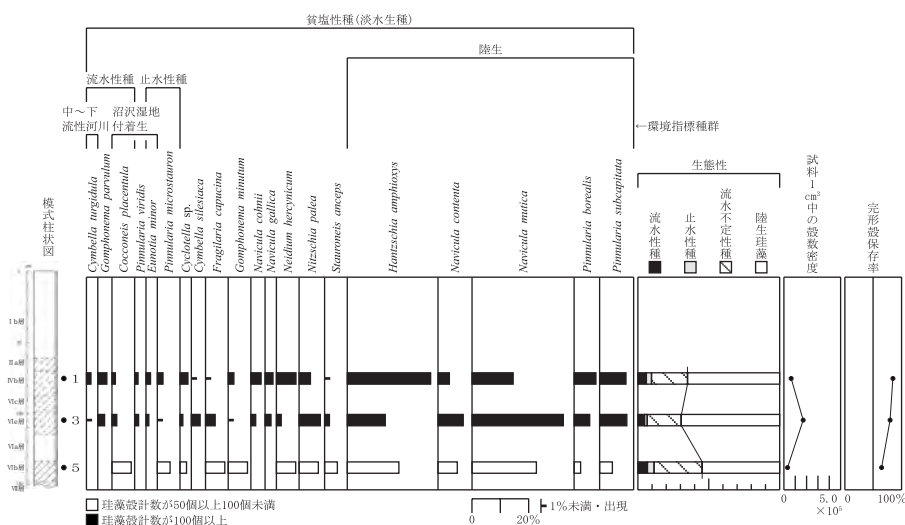 貧塩性種(淡水生種)
陸生
流水性種 止水性種
中～下 沼沢湿地
流性河川 付着生
←環境指標種群
模式柱状図
Cymbella turgidula
Gomphonema parvulum
Cocconeis placentula
Pinnularia viridis
Eunotia minor
Pinnularia microstauron
Cyclotella sp.
Cymbella silesiaca
Fragilaria capucina
Gomphonema minutum
Navicula cohnii
Navicula gallica
Neidium hercynicum
Nitzschia palea
Stauroneis anceps
Hantzschia amphioxys
Navicula contenta
Navicula mutica
Pinnularia borealis
Pinnularia subcapitata
生態性
流水性種
止水性種
流水不定性種
陸生珪藻
試料1cm³中の殻数密度
完形殻保存率
Ⅰb層
Ⅱa層
Ⅳb層
Ⅵc層
Ⅵe層
Ⅵa層
Ⅵb層
Ⅶ層
1
3
5
0 5.0
×10⁵
0 100%
珪藻殻計数が50個以上100個未満
珪藻殻計数が100個以上
0 20%
1%未満・出現